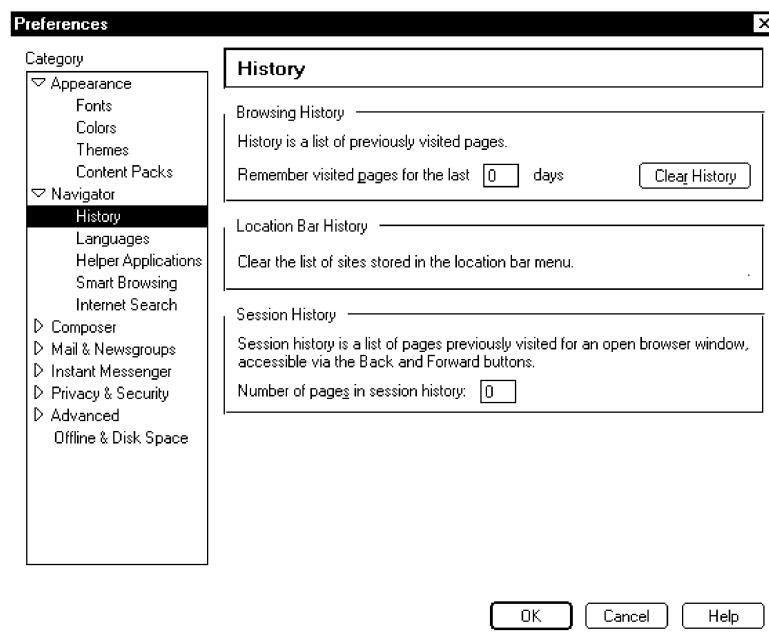 Preferences
Category
Appearance
Fonts
Colors
Themes
Content Packs
Navigator
History
Languages
Helper Applications
Smart Browsing
Internet Search
Composer
Mail & Newsgroups
Instant Messenger
Privacy & Security
Advanced
Offline & Disk Space
History
Browsing History
History is a list of previously visited pages.
Remember visited pages for the last 0 days Clear History
Location Bar History
Clear the list of sites stored in the location bar menu.
Session History
Session history is a list of pages previously visited for an open browser window,
accessible via the Back and Forward buttons.
Number of pages in session history: 0
OK Cancel Help